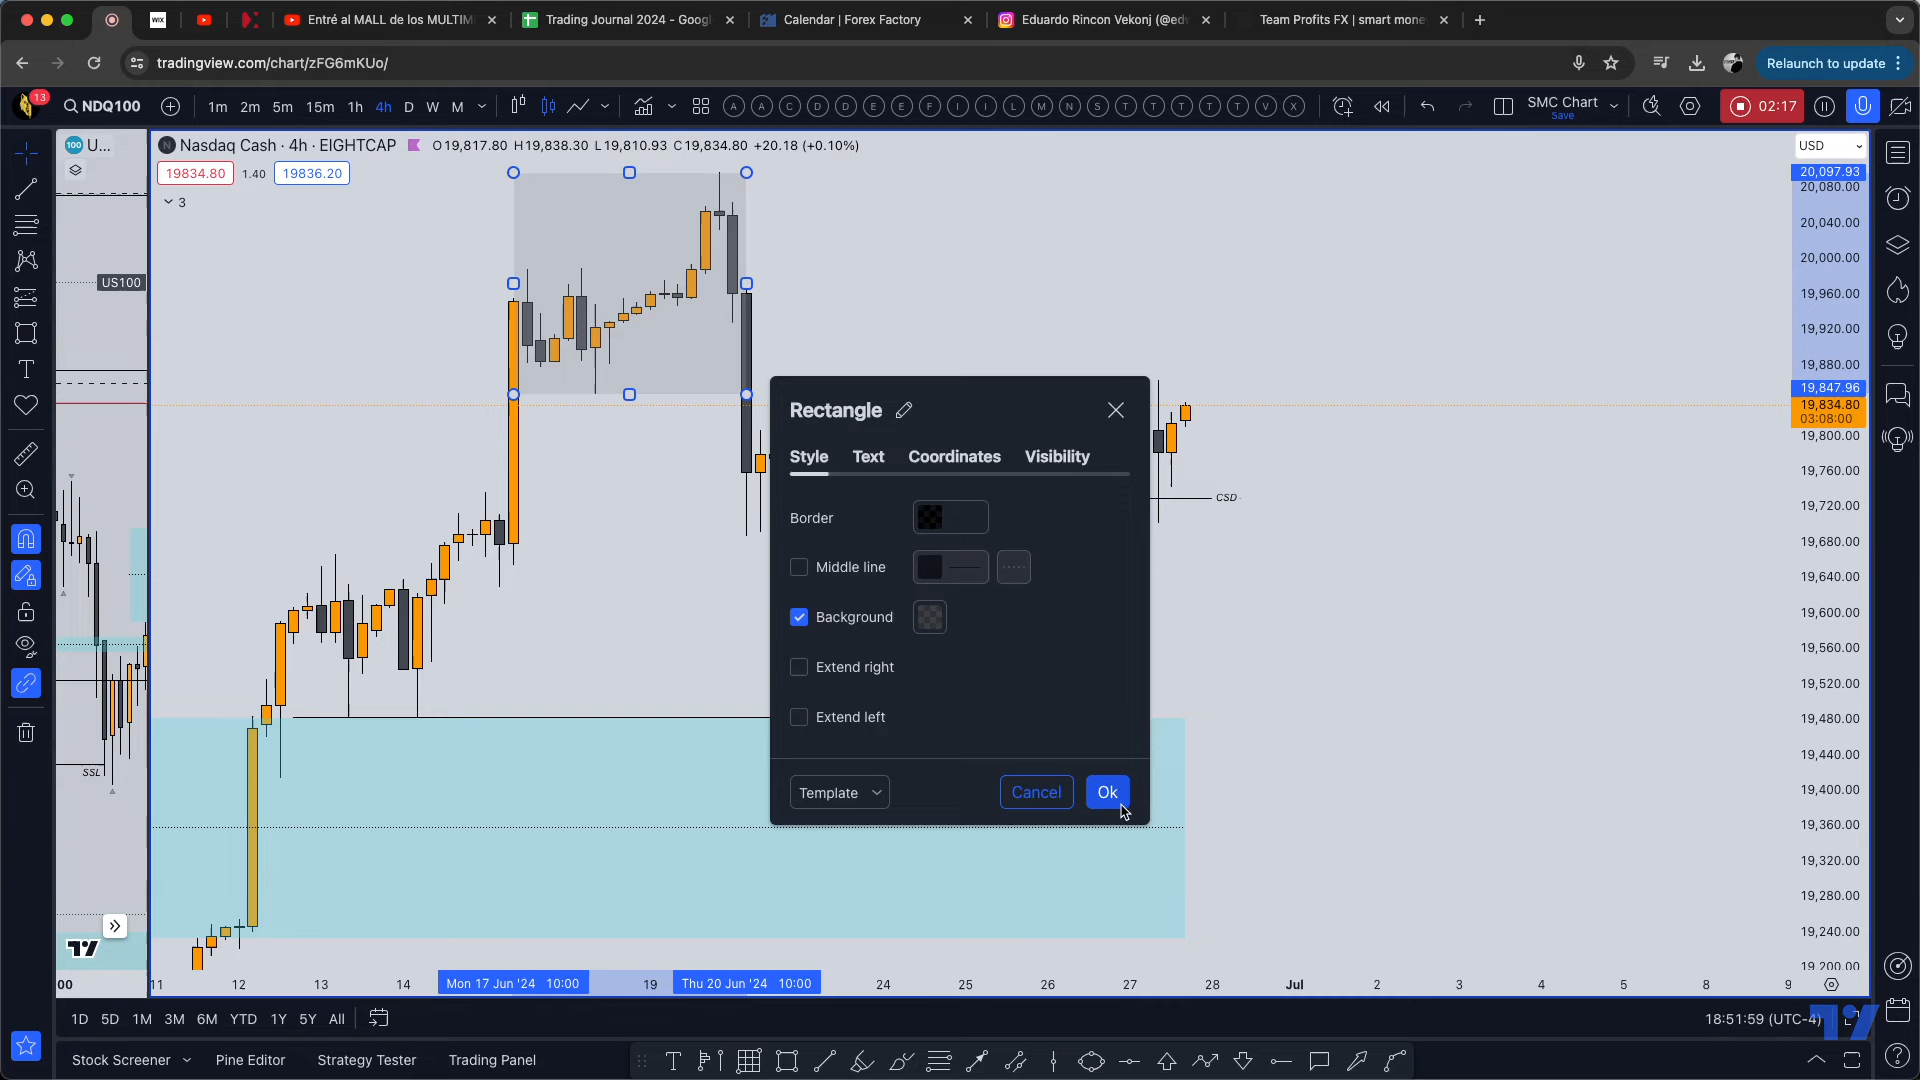 Entré al MALL de los MULTIM
Trading Journal 2024 - Googl
Calendar | Forex Factory
Eduardo Rincon Vekonj (@ed
Team Profits FX | smart mone
tradingview.com/chart/zFG6mKUo/
Relaunch to update
13
NDQ100
1m 2m 5m 15m 1h 4h D W M
A A C D D E E F I I L M N S T T T T T V X
SMC Chart
Save
02:17
100 U...
N Nasdaq Cash · 4h · EIGHTCAP O19,817.80 H19,838.30 L19,810.93 C19,834.80 +20.18 (+0.10%)
USD
19834.80 1.40 19836.20
3
20,097.93
20,080.00
20,040.00
20,000.00
19,960.00
19,920.00
19,880.00
19,847.96
19,834.80
03:08:00
19,800.00
19,760.00
19,720.00
19,680.00
19,640.00
19,600.00
19,560.00
19,520.00
19,480.00
19,440.00
19,400.00
19,360.00
19,320.00
19,280.00
19,240.00
19,200.00
US100
CSD
SSL
Rectangle
Style Text Coordinates Visibility
Border
Middle line
Background
Extend right
Extend left
Template
Cancel
Ok
00 11 12 13 14 Mon 17 Jun '24 10:00 19 Thu 20 Jun '24 10:00 24 25 26 27 28 Jul 2 3 4 5 8 9
1D 5D 1M 3M 6M YTD 1Y 5Y All
18:51:59 (UTC-4)
Stock Screener Pine Editor Strategy Tester Trading Panel